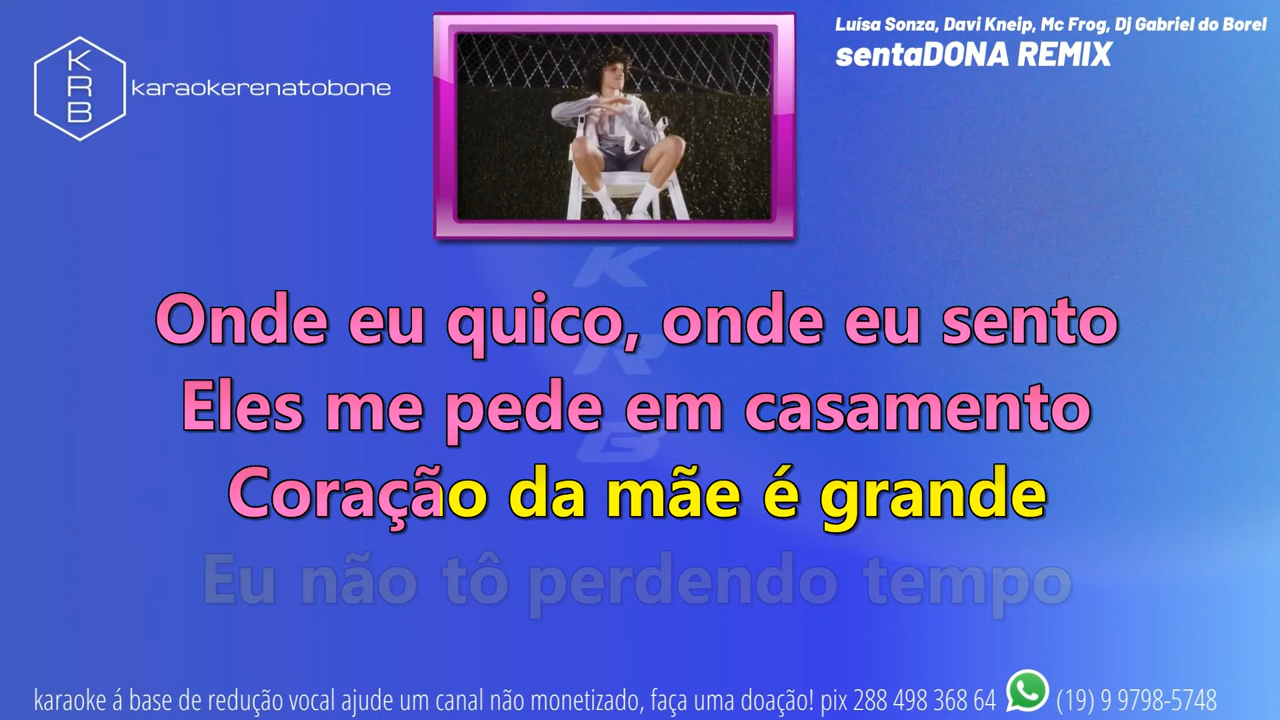 Luísa Sonza, Davi Kneip, Mc Frog, Dj Gabriel do Borel
sentaDONA REMIX
K
R
B
karaokerenatobone
K
R
B
Onde eu quico, onde eu sento
Eles me pede em casamento
Coração da mãe é grande
Eu não tô perdendo tempo
karaoke á base de redução vocal ajude um canal não monetizado, faça uma doação! pix 288 498 368 64 (19) 9 9798-5748